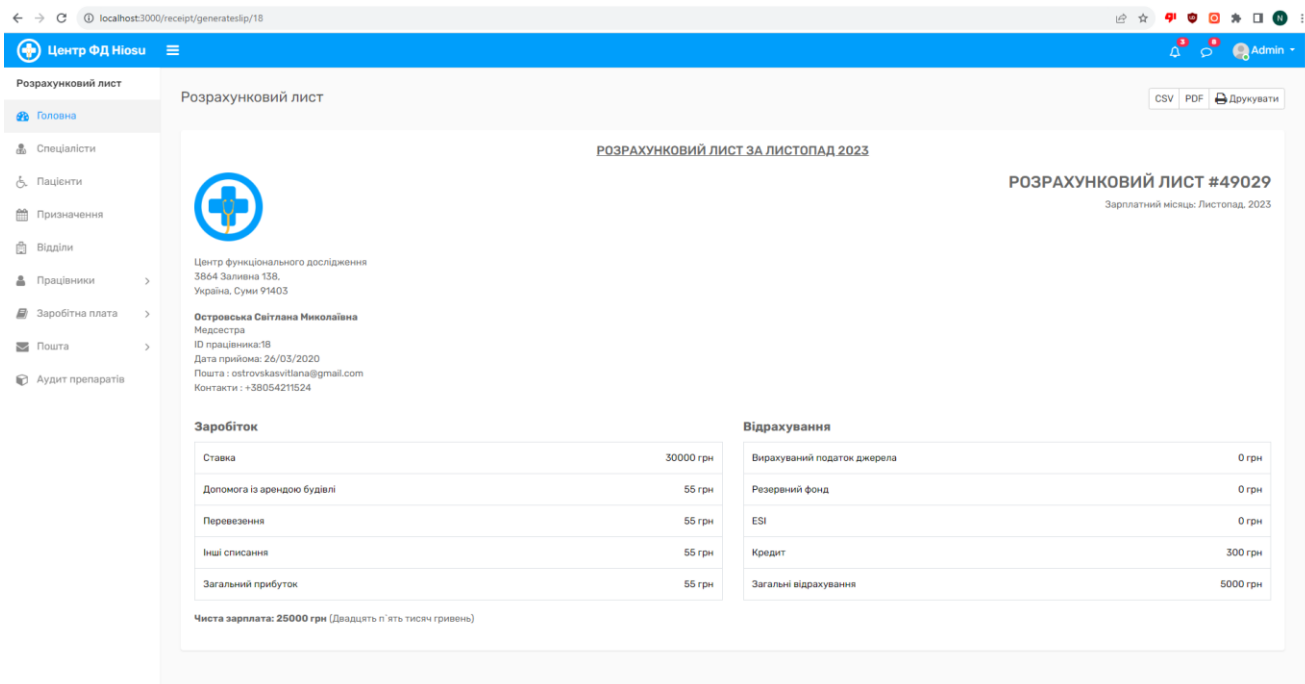 localhost:3000/receipt/generateslip/18
Центр ФД Hiosu
3
8
Admin
Розрахунковий лист
Головна
Спеціалісти
Пацієнти
Призначення
Відділи
Працівники
Заробітна плата
Пошта
Аудит препаратів
Розрахунковий лист
CSV PDF Друкувати
РОЗРАХУНКОВИЙ ЛИСТ ЗА ЛИСТОПАД 2023
РОЗРАХУНКОВИЙ ЛИСТ #49029
Зарплатний місяць: Листопад, 2023
Центр функціонального дослідження
3864 Заливна 138,
Україна, Суми 91403
Островська Світлана Миколаївна
Медсестра
ID працівника:18
Дата прийома: 26/03/2020
Пошта : ostrovskasvitlana@gmail.com
Контакти : +38054211524
Заробіток
Ставка 30000 грн
Допомога із арендою будівлі 55 грн
Перевезення 55 грн
Інші списання 55 грн
Загальний прибуток 55 грн
Відрахування
Вирахуваний податок джерела 0 грн
Резервний фонд 0 грн
ESI 0 грн
Кредит 300 грн
Загальні відрахування 5000 грн
Чиста зарплата: 25000 грн (Двадцять п`ять тисяч гривень)